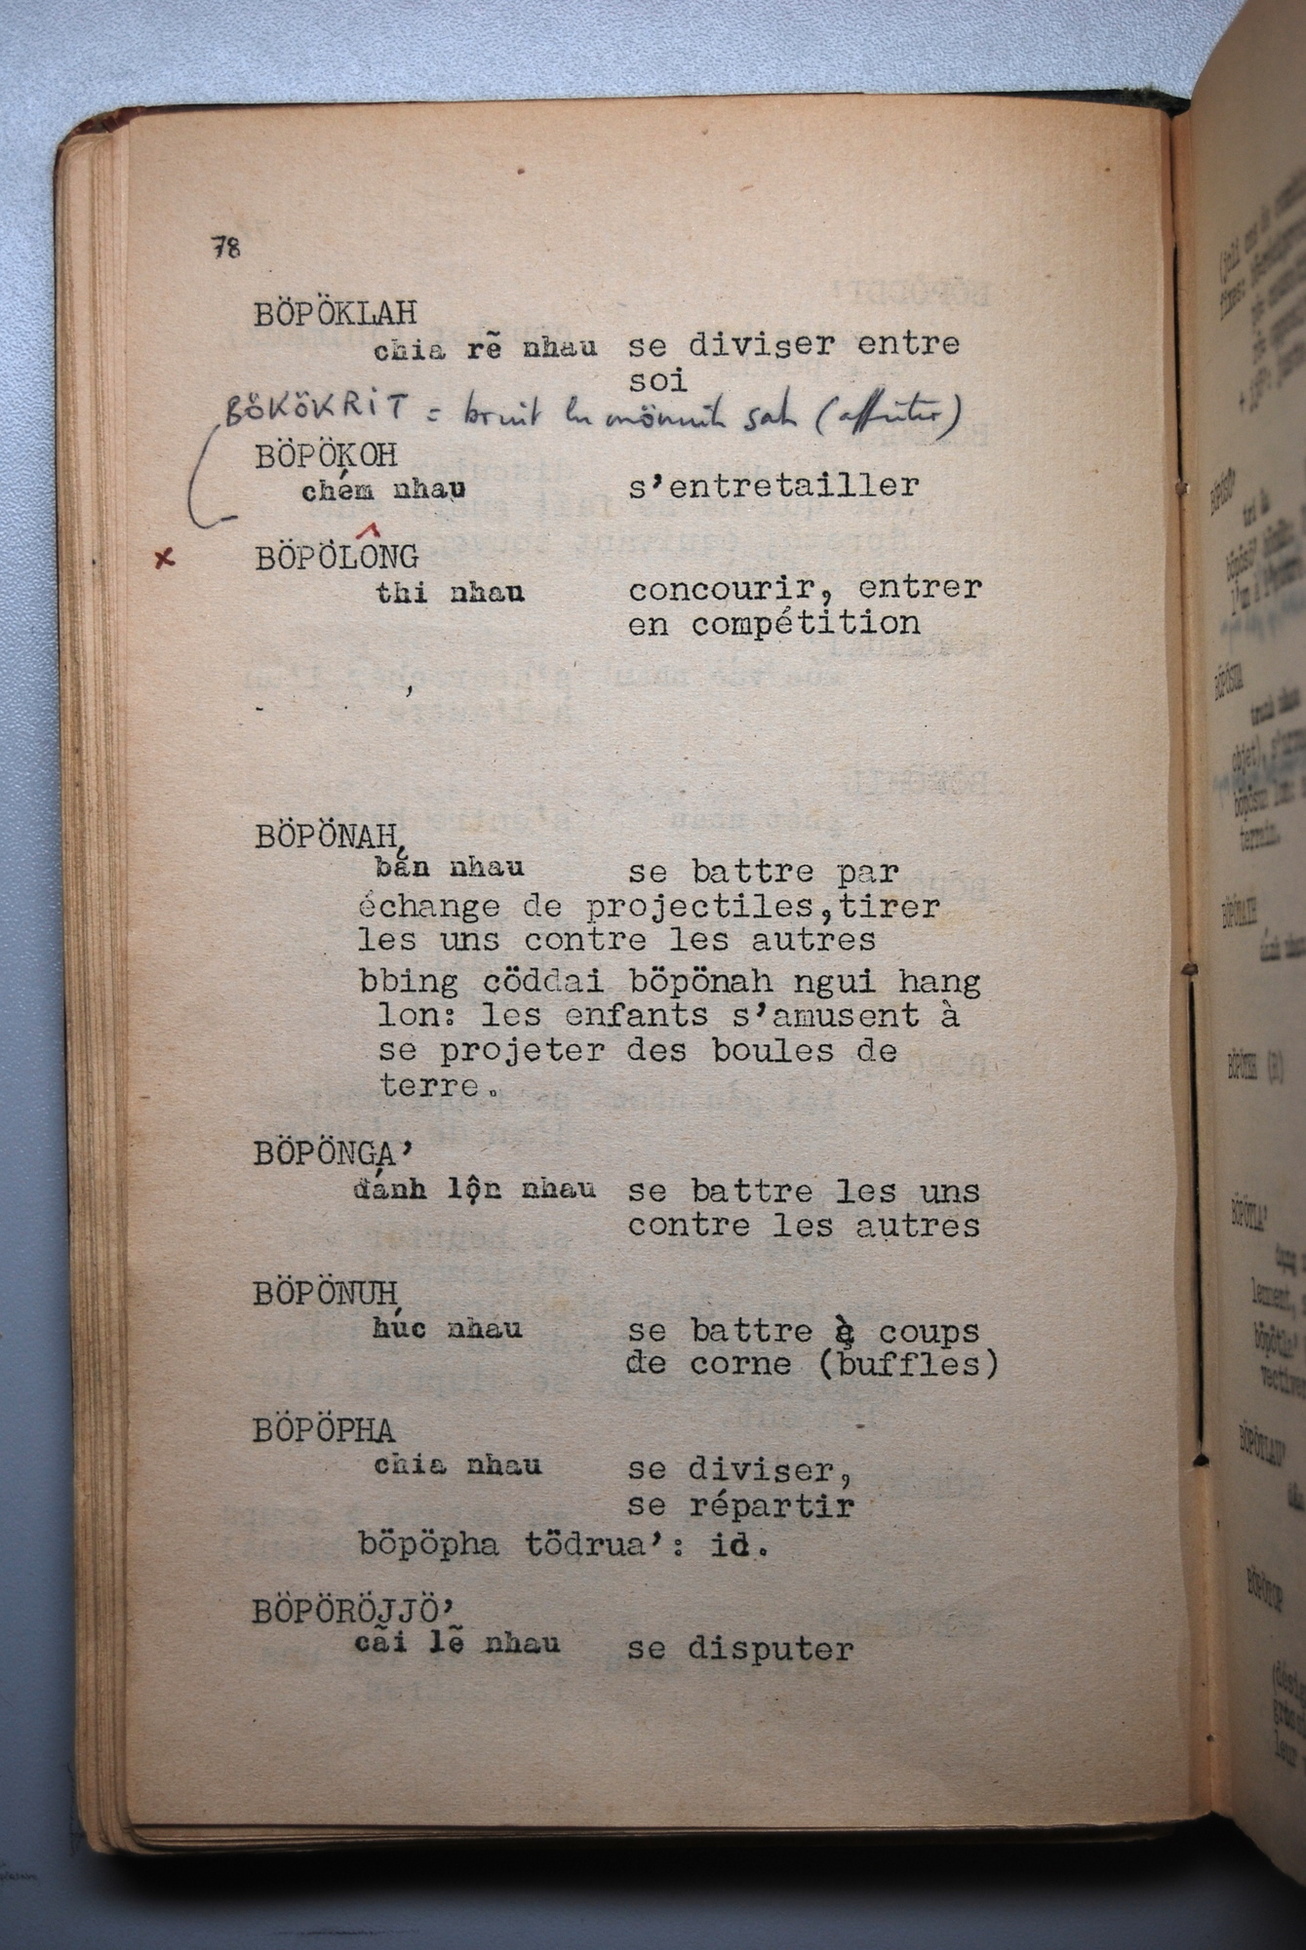 78
BÖPÖKLAH
chia rẽ nhau se diviser entre
soi
BÖKÖKRIT = bruit (affûter)
BÖPÖKOH
chém nhau s'entretailler
x BÖPÖLÔNG
thi nhau concourir, entrer
en compétition
BÖPÖNAH
bắn nhau se battre par
échange de projectiles,tirer
les uns contre les autres
bbing cöddai böpönah ngui hang
lon: les enfants s'amusent à
se projeter des boules de
terre.
BÖPÖNGA'
đánh lộn nhau se battre les uns
contre les autres
BÖPÖNUH
húc nhau se battre à coups
de corne (buffles)
BÖPÖPHA
chia nhau se diviser,
se répartir
böpöpha tödrua': id.
BÖPÖRÖJJÖ'
cãi lẽ nhau se disputer
BÖPÖSUA